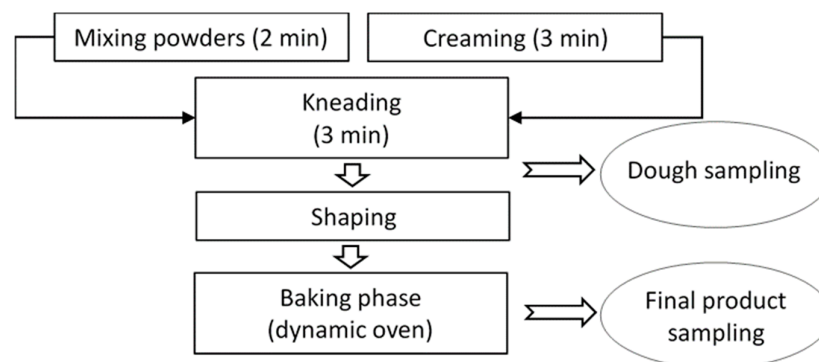 Mixing powders (2 min)
Creaming (3 min)
Kneading
(3 min)
Dough sampling
Shaping
Baking phase
(dynamic oven)
Final product
sampling